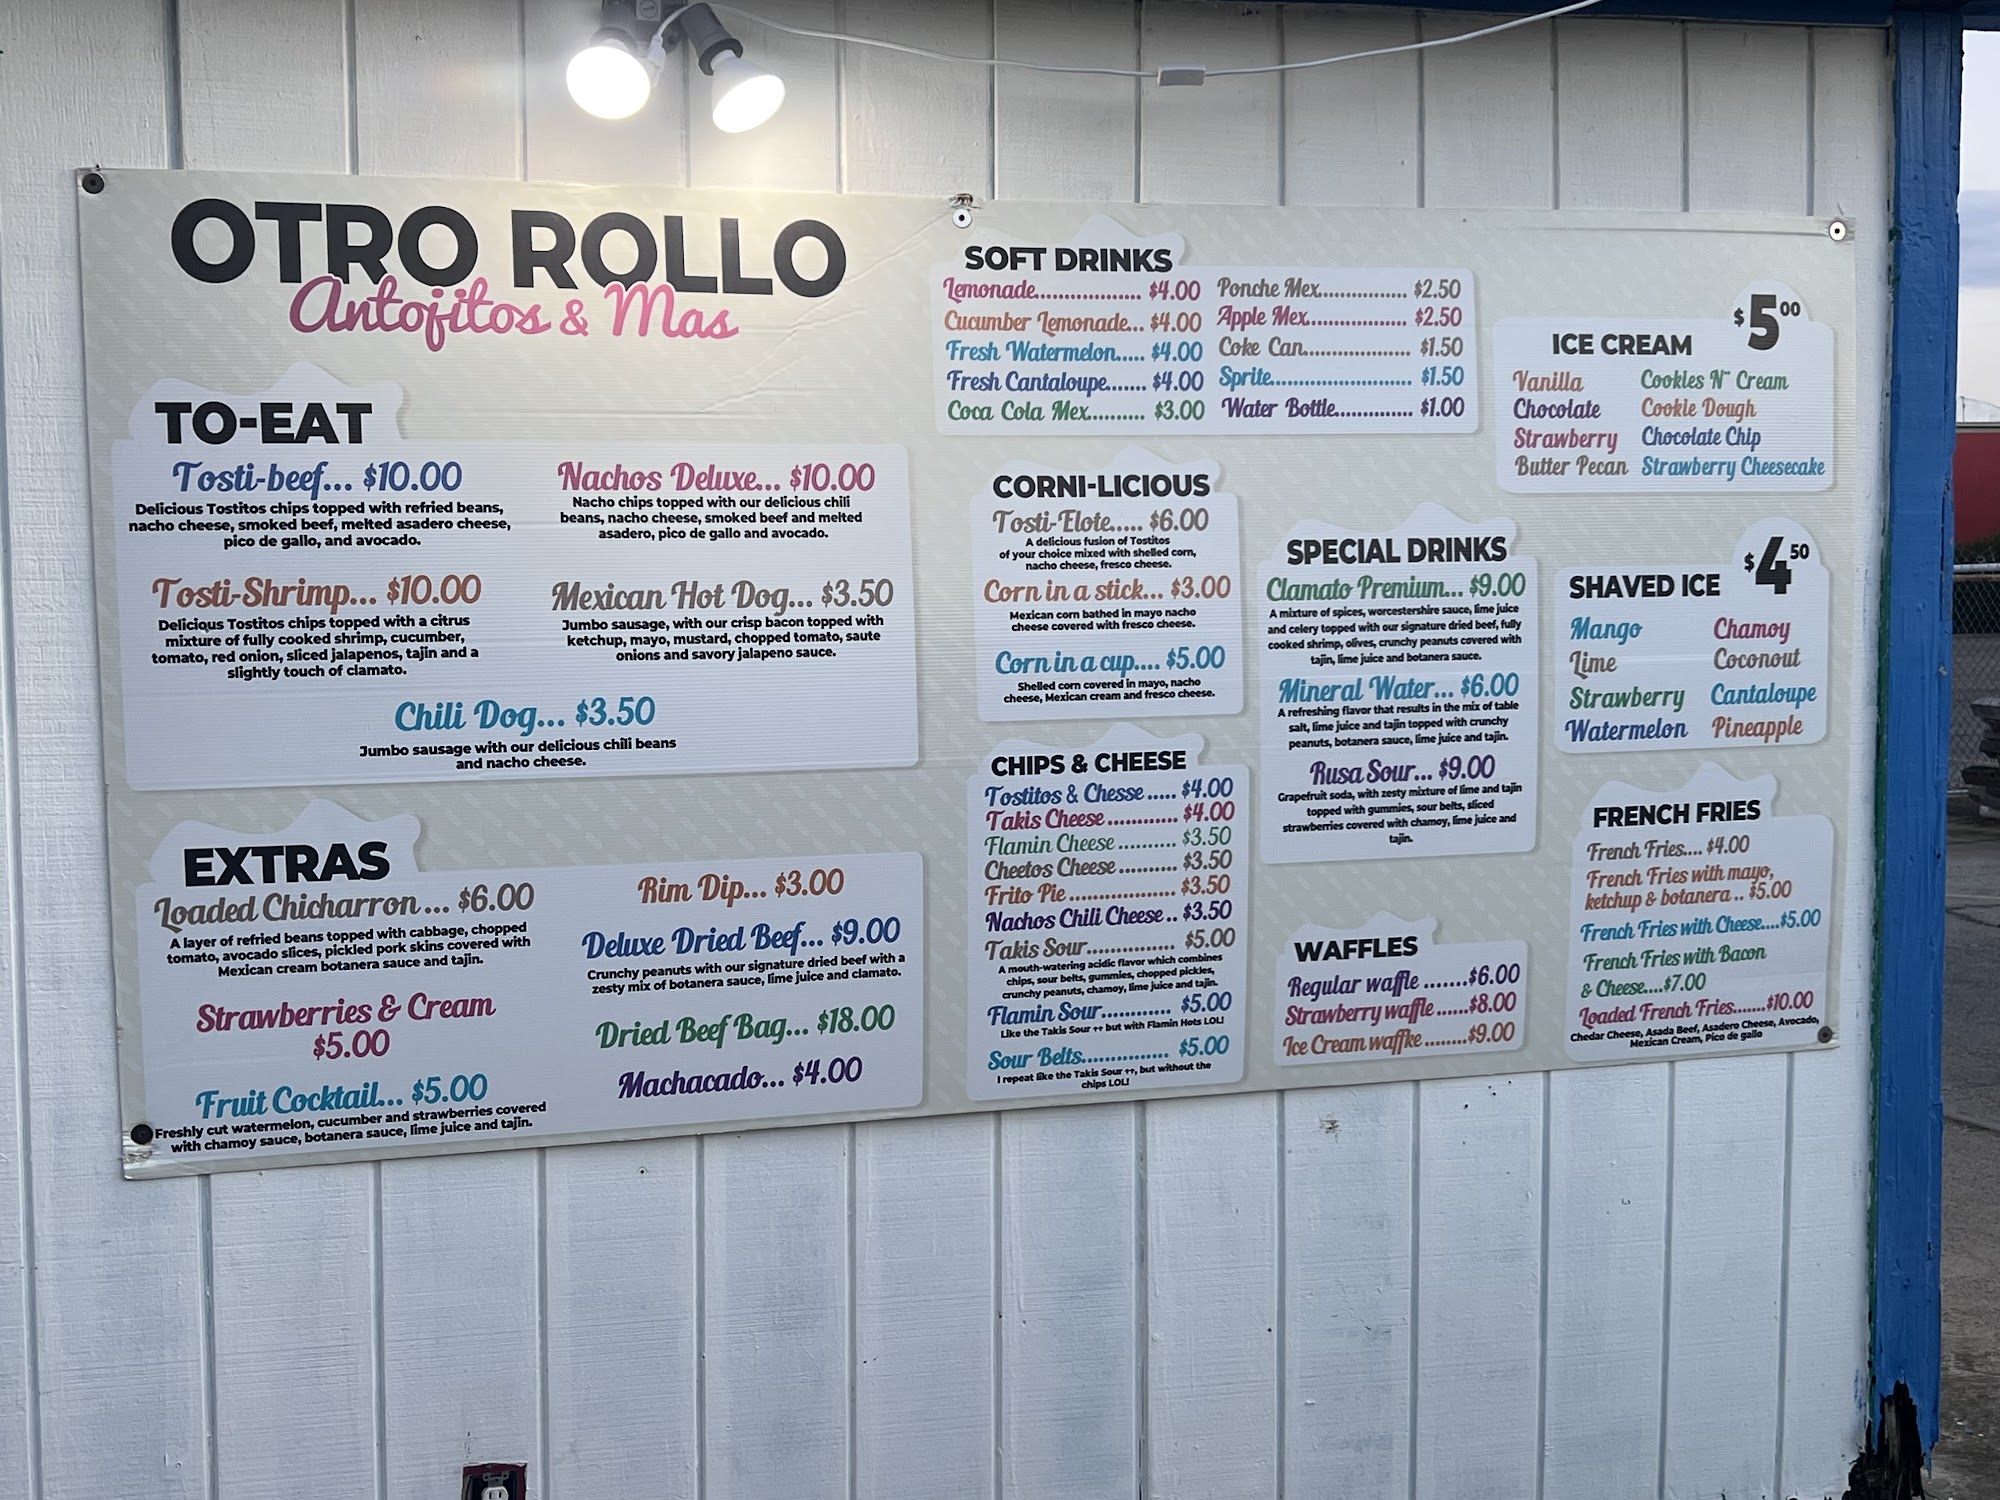 OTRO ROLLO
Antojitos & Mas
TO-EAT
Tosti-beef... $10.00
Delicious Tostitos chips topped with refried beans,
nacho cheese, smoked beef, melted asadero cheese,
pico de gallo, and avocado.
Nachos Deluxe... $10.00
Nacho chips topped with our delicious chili
beans, nacho cheese, smoked beef and melted
asadero, pico de gallo and avocado.
Tosti-Shrimp... $10.00
Delicious Tostitos chips topped with a citrus
mixture of fully cooked shrimp, cucumber,
tomato, red onion, sliced jalapenos, tajin and a
slightly touch of clamato.
Mexican Hot Dog... $3.50
Jumbo sausage, with our crisp bacon topped with
ketchup, mayo, mustard, chopped tomato, saute
onions and savory jalapeno sauce.
Chili Dog... $3.50
Jumbo sausage with our delicious chili beans
and nacho cheese.
EXTRAS
Loaded Chicharron... $6.00
A layer of refried beans topped with cabbage, chopped
tomato, avocado slices, pickled pork skins covered with
Mexican cream botanera sauce and tajin.
Strawberries & Cream
$5.00
Fruit Cocktail... $5.00
Freshly cut watermelon, cucumber and strawberries covered
with chamoy sauce, botanera sauce, lime juice and tajin.
Rim Dip... $3.00
Deluxe Dried Beef... $9.00
Crunchy peanuts with our signature dried beef with a
zesty mix of botanera sauce, lime juice and clamato.
Dried Beef Bag... $18.00
Machacado... $4.00
SOFT DRINKS
Lemonade.................. $4.00
Cucumber Lemonade... $4.00
Fresh Watermelon..... $4.00
Fresh Cantaloupe....... $4.00
Coca Cola Mex.......... $3.00
Ponche Mex............... $2.50
Apple Mex................. $2.50
Coke Can................... $1.50
Sprite........................ $1.50
Water Bottle............. $1.00
CORNI-LICIOUS
Tosti-Elote..... $6.00
A delicious fusion of Tostitos
of your choice mixed with shelled corn,
nacho cheese, fresco cheese.
Corn in a stick... $3.00
Mexican corn bathed in mayo nacho
cheese covered with fresco cheese.
Corn in a cup.... $5.00
Shelled corn covered in mayo, nacho
cheese, Mexican cream and fresco cheese.
CHIPS & CHEESE
Tostitos & Chesse ..... $4.00
Takis Cheese ............ $4.00
Flamin Cheese .......... $3.50
Cheetos Cheese .......... $3.50
Frito Pie .................. $3.50
Nachos Chili Cheese .. $3.50
Takis Sour............... $5.00
A mouth-watering acidic flavor which combines
chips, sour belts, gummies, chopped pickles,
crunchy peanuts, chamoy, lime juice and tajin.
Flamin Sour............ $5.00
Like the Takis Sour ++ but with Flamin Hots LOL!
Sour Belts............... $5.00
I repeat like the Takis Sour ++, but without the
chips LOL!
SPECIAL DRINKS
Clamato Premium... $9.00
A mixture of spices, worcestershire sauce, lime juice
and celery topped with our signature dried beef, fully
cooked shrimp, olives, crunchy peanuts covered with
tajin, lime juice and botanera sauce.
Mineral Water... $6.00
A refreshing flavor that results in the mix of table
salt, lime juice and tajin topped with crunchy
peanuts, botanera sauce, lime juice and tajin.
Rusa Sour... $9.00
Grapefruit soda, with zesty mixture of lime and tajin
topped with gummies, sour belts, sliced
strawberries covered with chamoy, lime juice and
tajin.
WAFFLES
Regular waffle .......$6.00
Strawberry waffle ......$8.00
Ice Cream waffke ........$9.00
ICE CREAM $5.00
Vanilla
Chocolate
Strawberry
Butter Pecan
Cookies N" Cream
Cookie Dough
Chocolate Chip
Strawberry Cheesecake
SHAVED ICE $4.50
Mango
Lime
Strawberry
Watermelon
Chamoy
Coconout
Cantaloupe
Pineapple
FRENCH FRIES
French Fries.... $4.00
French Fries with mayo,
ketchup & botanera .. $5.00
French Fries with Cheese....$5.00
French Fries with Bacon
& Cheese....$7.00
Loaded French Fries.......$10.00
Chedar Cheese, Asada Beef, Asadero Cheese, Avocado,
Mexican Cream, Pico de gallo